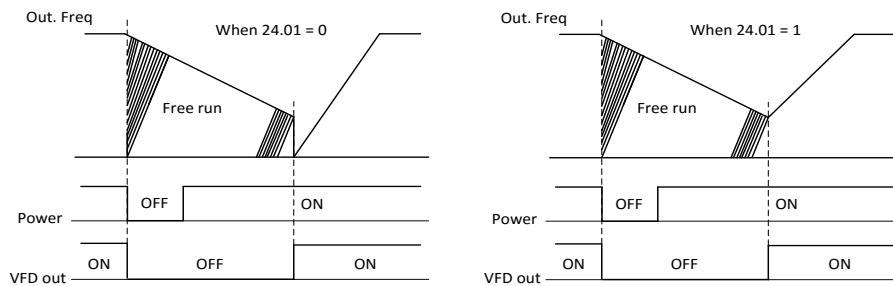 Out. Freq
When 24.01 = 0
Free run
OFF
ON
Power
ON
OFF
ON
VFD out
Out. Freq
When 24.01 = 1
Free run
OFF
ON
Power
ON
OFF
ON
VFD out